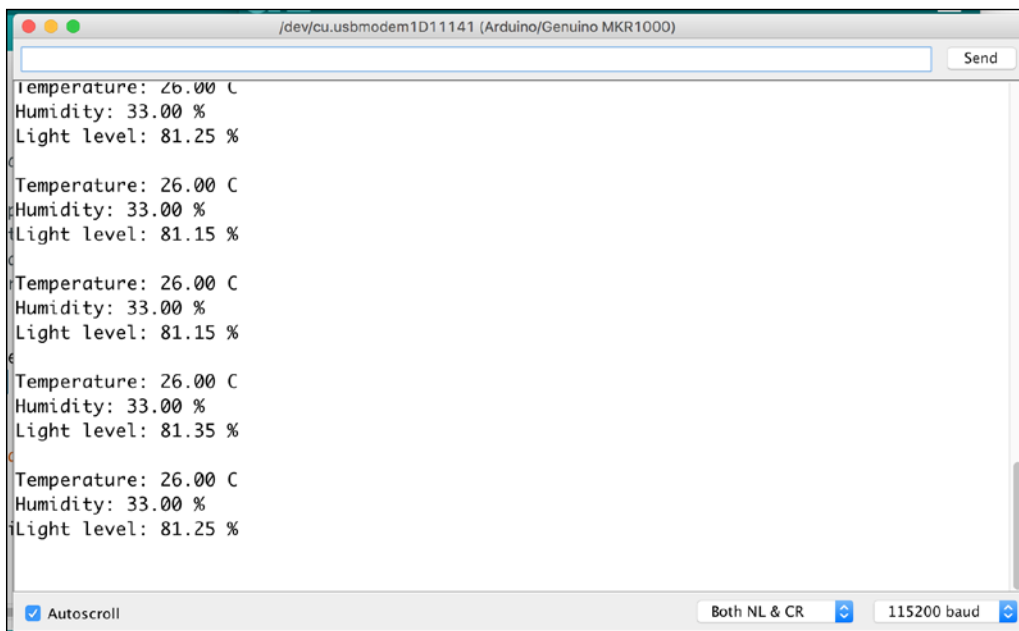 /dev/cu.usbmodem1D11141 (Arduino/Genuino MKR1000)
Send
Temperature: 26.00 C
Humidity: 33.00 %
Light level: 81.25 %
Temperature: 26.00 C
Humidity: 33.00 %
Light level: 81.15 %
Temperature: 26.00 C
Humidity: 33.00 %
Light level: 81.15 %
Temperature: 26.00 C
Humidity: 33.00 %
Light level: 81.35 %
Temperature: 26.00 C
Humidity: 33.00 %
Light level: 81.25 %
Autoscroll
Both NL & CR
115200 baud